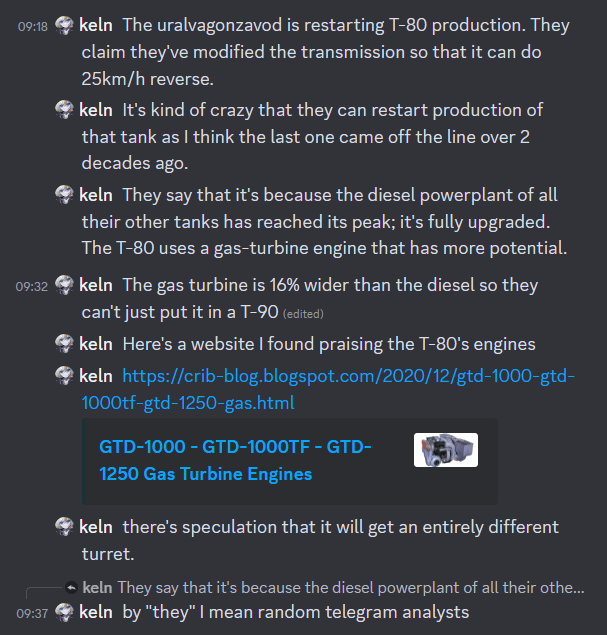 09:18 keln The uralvagonzavod is restarting T-80 production. They
claim they've modified the transmission so that it can do
25km/h reverse.
keln It's kind of crazy that they can restart production of
that tank as I think the last one came off the line over 2
decades ago.
keln They say that it's because the diesel powerplant of all
their other tanks has reached its peak; it's fully upgraded.
The T-80 uses a gas-turbine engine that has more potential.
09:32 keln The gas turbine is 16% wider than the diesel so they
can't just put it in a T-90 (edited)
keln Here's a website I found praising the T-80's engines
keln https://crib-blog.blogspot.com/2020/12/gtd-1000-gtd-
1000tf-gtd-1250-gas.html
GTD-1000 - GTD-1000TF - GTD-
1250 Gas Turbine Engines
keln there's speculation that it will get an entirely different
turret.
keln They say that it's because the diesel powerplant of all their othe...
09:37 keln by "they" I mean random telegram analysts